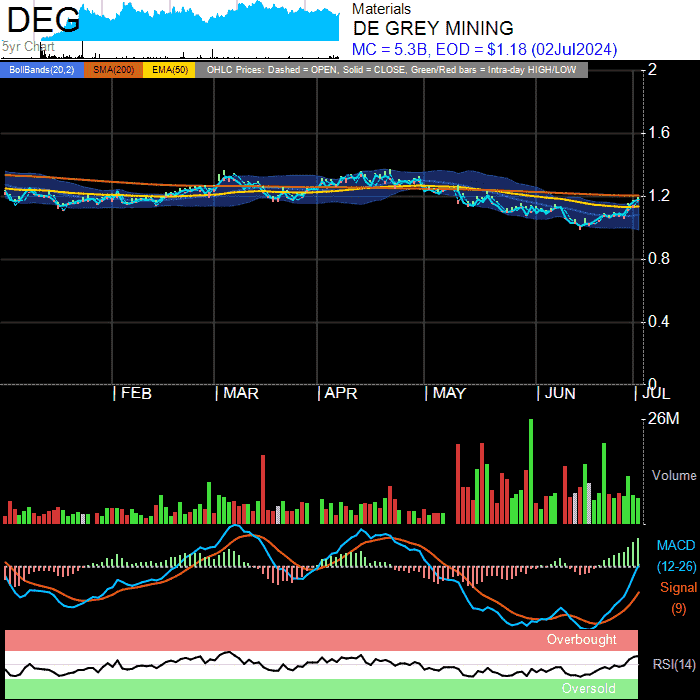 DEG
5yr Chart
Materials
DE GREY MINING
MC = 5.3B, EOD = $1.18 (02Jul2024)
BollBands(20,2) SMA(200) EMA(50) OHLC Prices: Dashed = OPEN, Solid = CLOSE, Green/Red bars = Intra-day HIGH/LOW
2
1.6
1.2
0.8
0.4
0
FEB MAR APR MAY JUN JUL
26M
Volume
MACD
(12-26)
Signal
(9)
Overbought
RSI(14)
Oversold